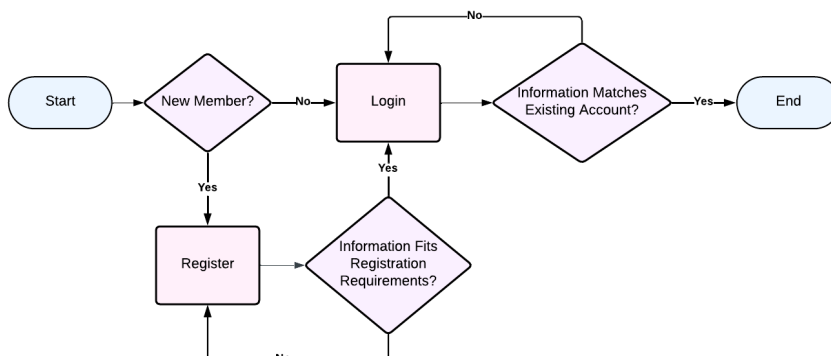 No
Start
New Member?
No
Login
Information Matches
Existing Account?
Yes
End
Yes
Yes
Register
Information Fits
Registration
Requirements?